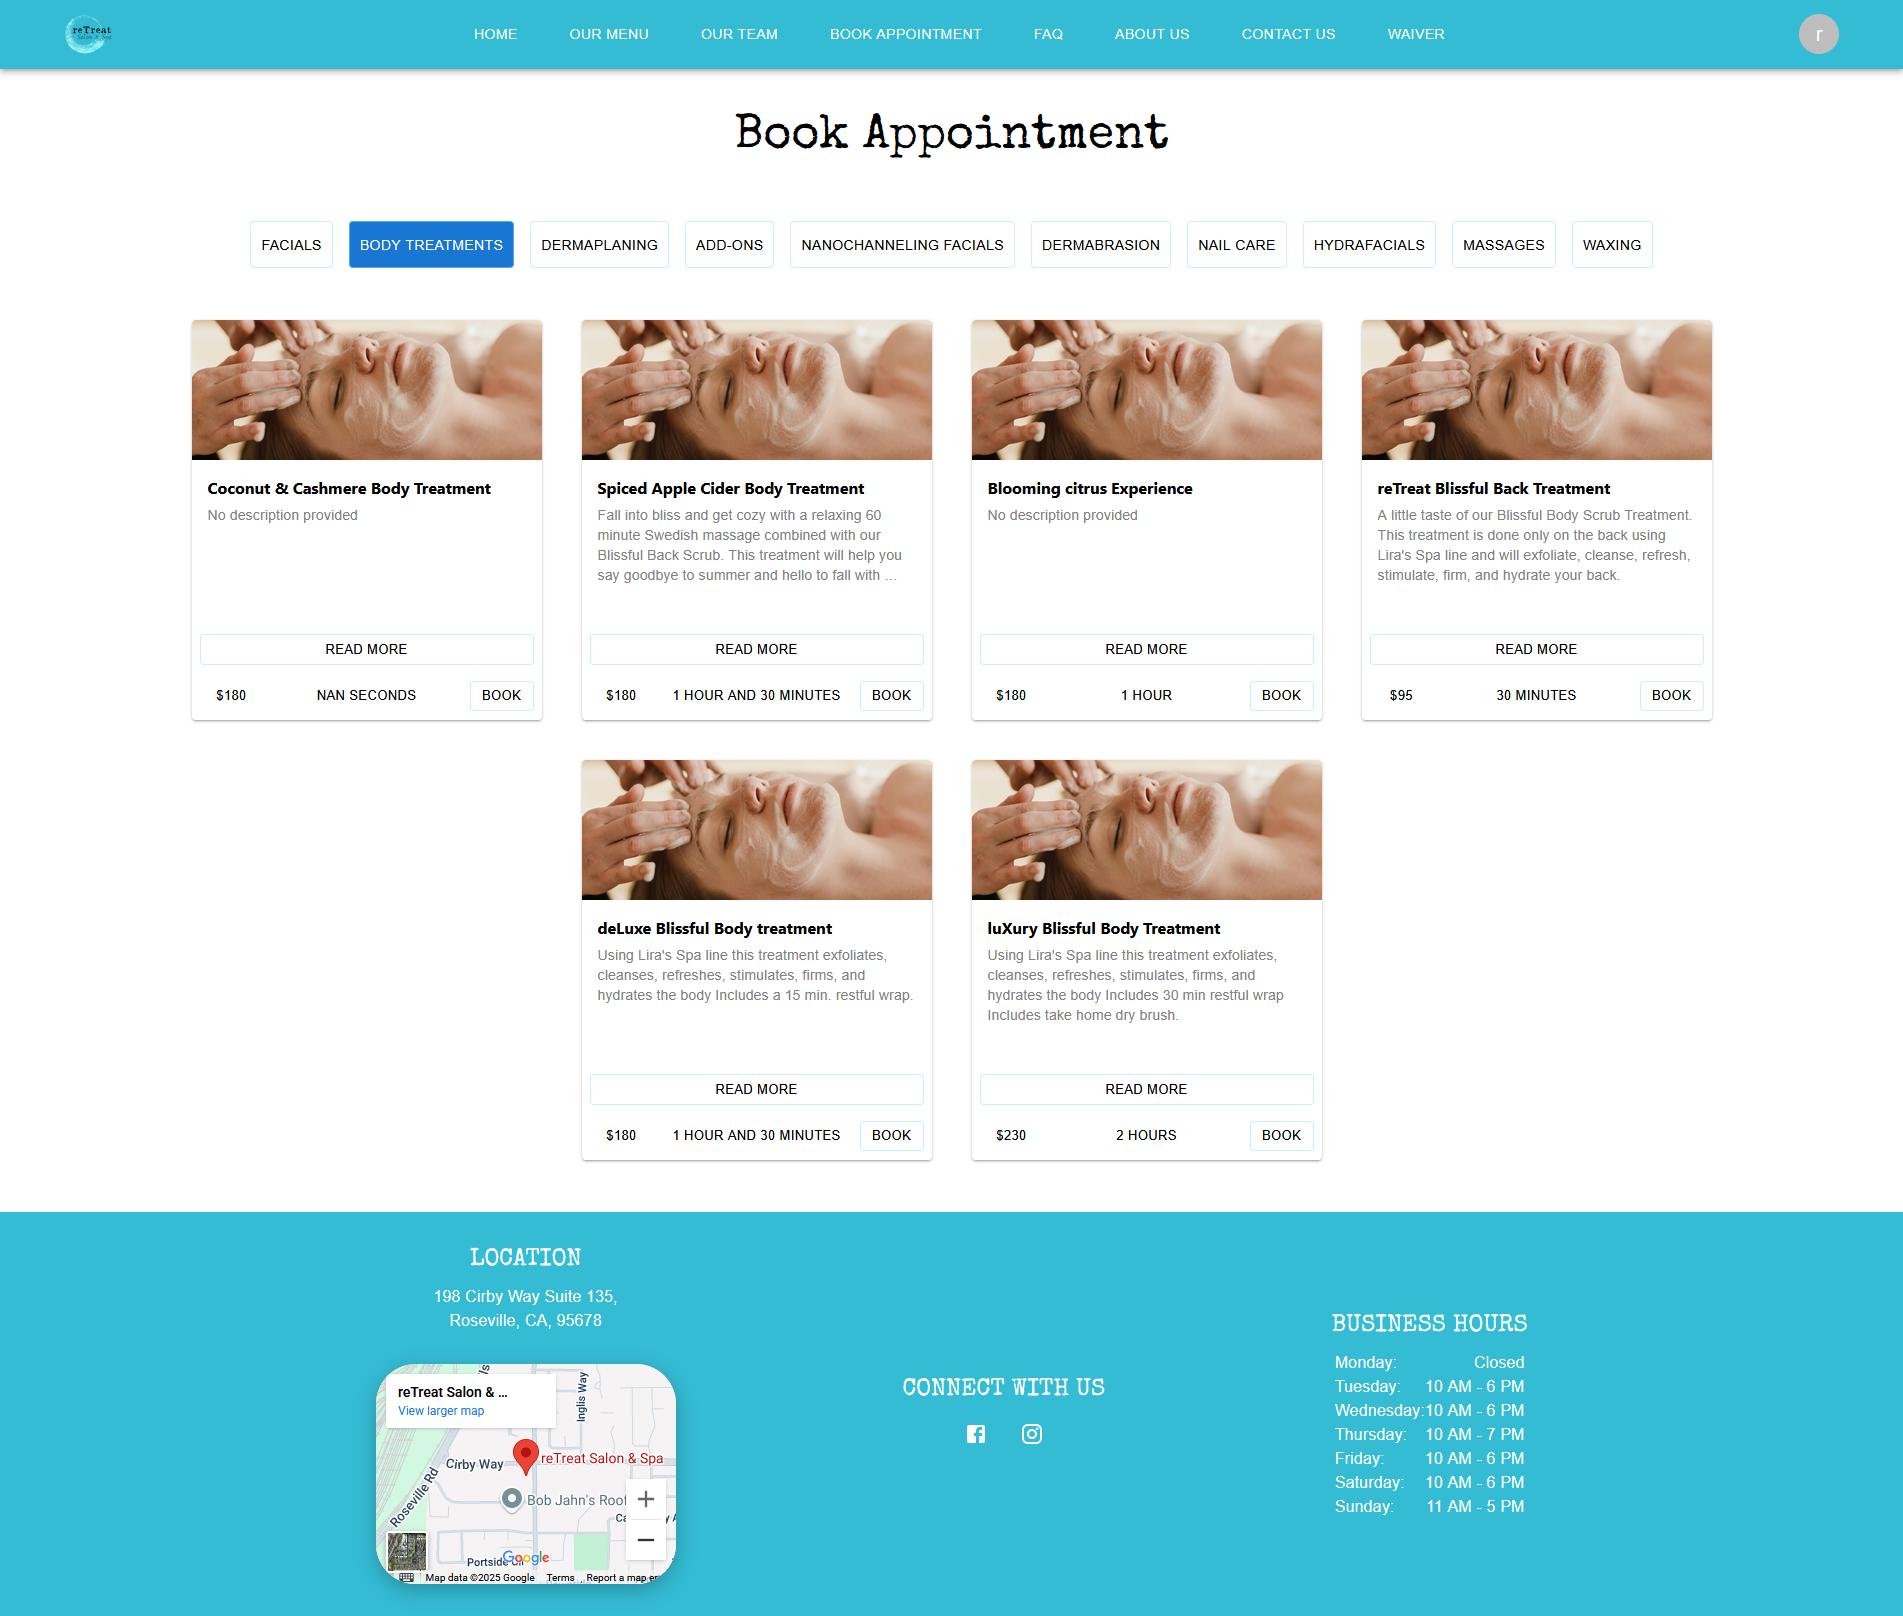 reTreat
Salon & Spa
HOME
OUR MENU
OUR TEAM
BOOK APPOINTMENT
FAQ
ABOUT US
CONTACT US
WAIVER
r
Book Appointment
FACIALS
BODY TREATMENTS
DERMAPLANING
ADD-ONS
NANOCHANNELING FACIALS
DERMABRASION
NAIL CARE
HYDRAFACIALS
MASSAGES
WAXING
Coconut & Cashmere Body Treatment
No description provided
READ MORE
$180
NAN SECONDS
BOOK
Spiced Apple Cider Body Treatment
Fall into bliss and get cozy with a relaxing 60
minute Swedish massage combined with our
Blissful Back Scrub. This treatment will help you
say goodbye to summer and hello to fall with ...
READ MORE
$180
1 HOUR AND 30 MINUTES
BOOK
Blooming citrus Experience
No description provided
READ MORE
$180
1 HOUR
BOOK
reTreat Blissful Back Treatment
A little taste of our Blissful Body Scrub Treatment.
This treatment is done only on the back using
Lira's Spa line and will exfoliate, cleanse, refresh,
stimulate, firm, and hydrate your back.
READ MORE
$95
30 MINUTES
BOOK
deLuxe Blissful Body treatment
Using Lira's Spa line this treatment exfoliates,
cleanses, refreshes, stimulates, firms, and
hydrates the body Includes a 15 min. restful wrap.
READ MORE
$180
1 HOUR AND 30 MINUTES
BOOK
luXury Blissful Body Treatment
Using Lira's Spa line this treatment exfoliates,
cleanses, refreshes, stimulates, firms, and
hydrates the body Includes 30 min restful wrap
Includes take home dry brush.
READ MORE
$230
2 HOURS
BOOK
LOCATION
198 Cirby Way Suite 135,
Roseville, CA, 95678
reTreat Salon & ...
View larger map
Inglis Way
Cirby Way
reTreat Salon & Spa
Roseville Rd
Bob Jahn's Roof
Portside Cir
Google
Map data ©2025 Google
Terms
Report a map er
CONNECT WITH US
BUSINESS HOURS
Monday: Closed
Tuesday: 10 AM - 6 PM
Wednesday: 10 AM - 6 PM
Thursday: 10 AM - 7 PM
Friday: 10 AM - 6 PM
Saturday: 10 AM - 6 PM
Sunday: 11 AM - 5 PM